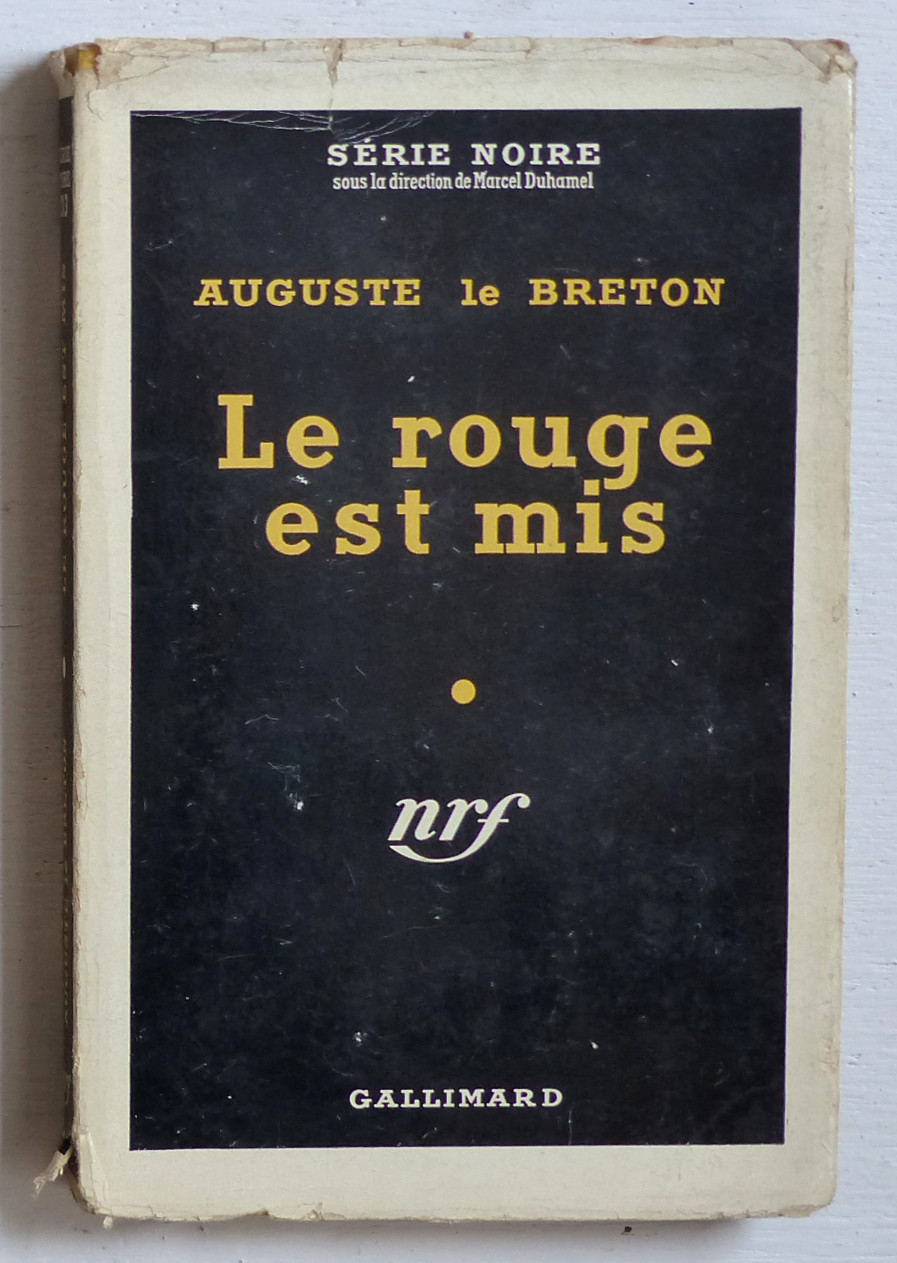 SÉRIE NOIRE
sous la direction de Marcel Duhamel
AUGUSTE le BRETON
Le rouge
est mis
nrf
GALLIMARD